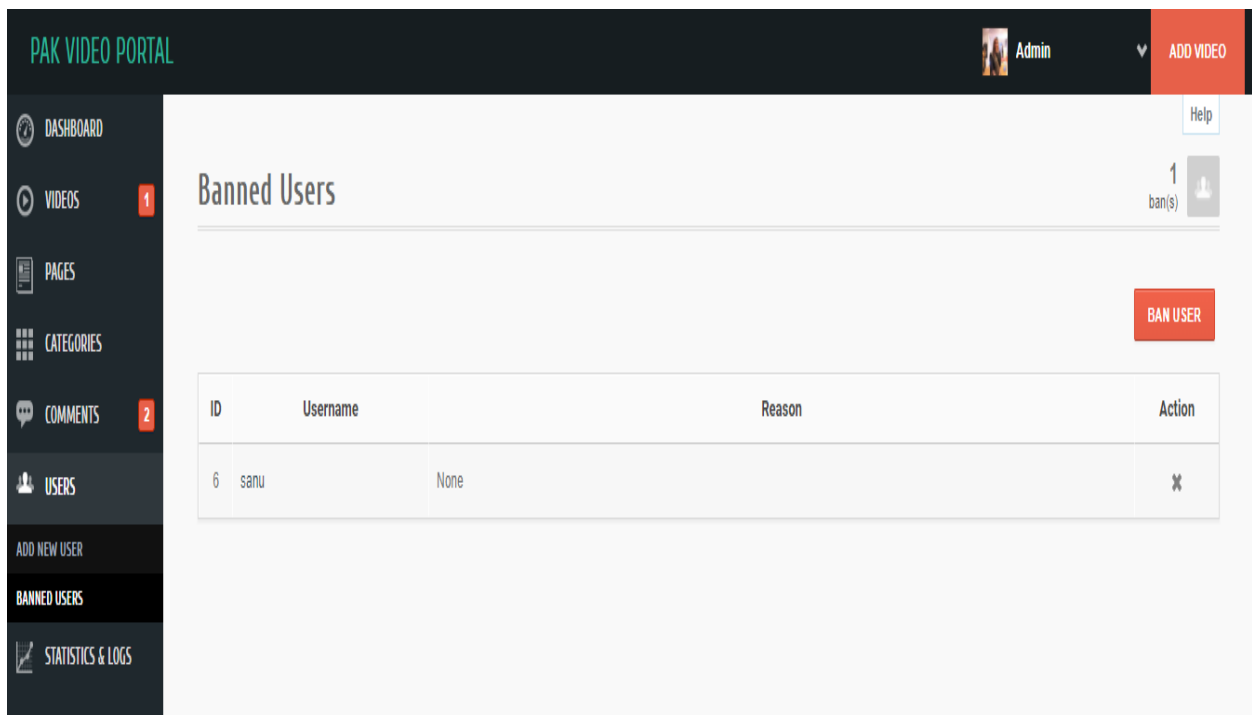 PAK VIDEO PORTAL
Admin
ADD VIDEO
Help
DASHBOARD
VIDEOS 1
PAGES
CATEGORIES
COMMENTS 2
USERS
ADD NEW USER
BANNED USERS
STATISTICS & LOGS
Banned Users
1
ban(s)
BAN USER
ID Username Reason Action
6 sanu None